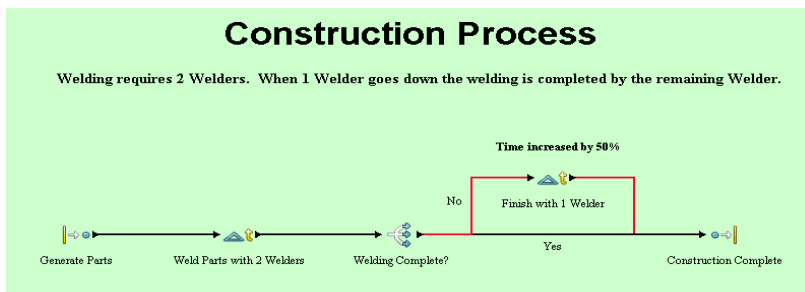 Construction Process
Welding requires 2 Welders.  When 1 Welder goes down the welding is completed by the remaining Welder.
Time increased by 50%
No
Finish with 1 Welder
Yes
Generate Parts
Weld Parts with 2 Welders
Welding Complete?
Construction Complete